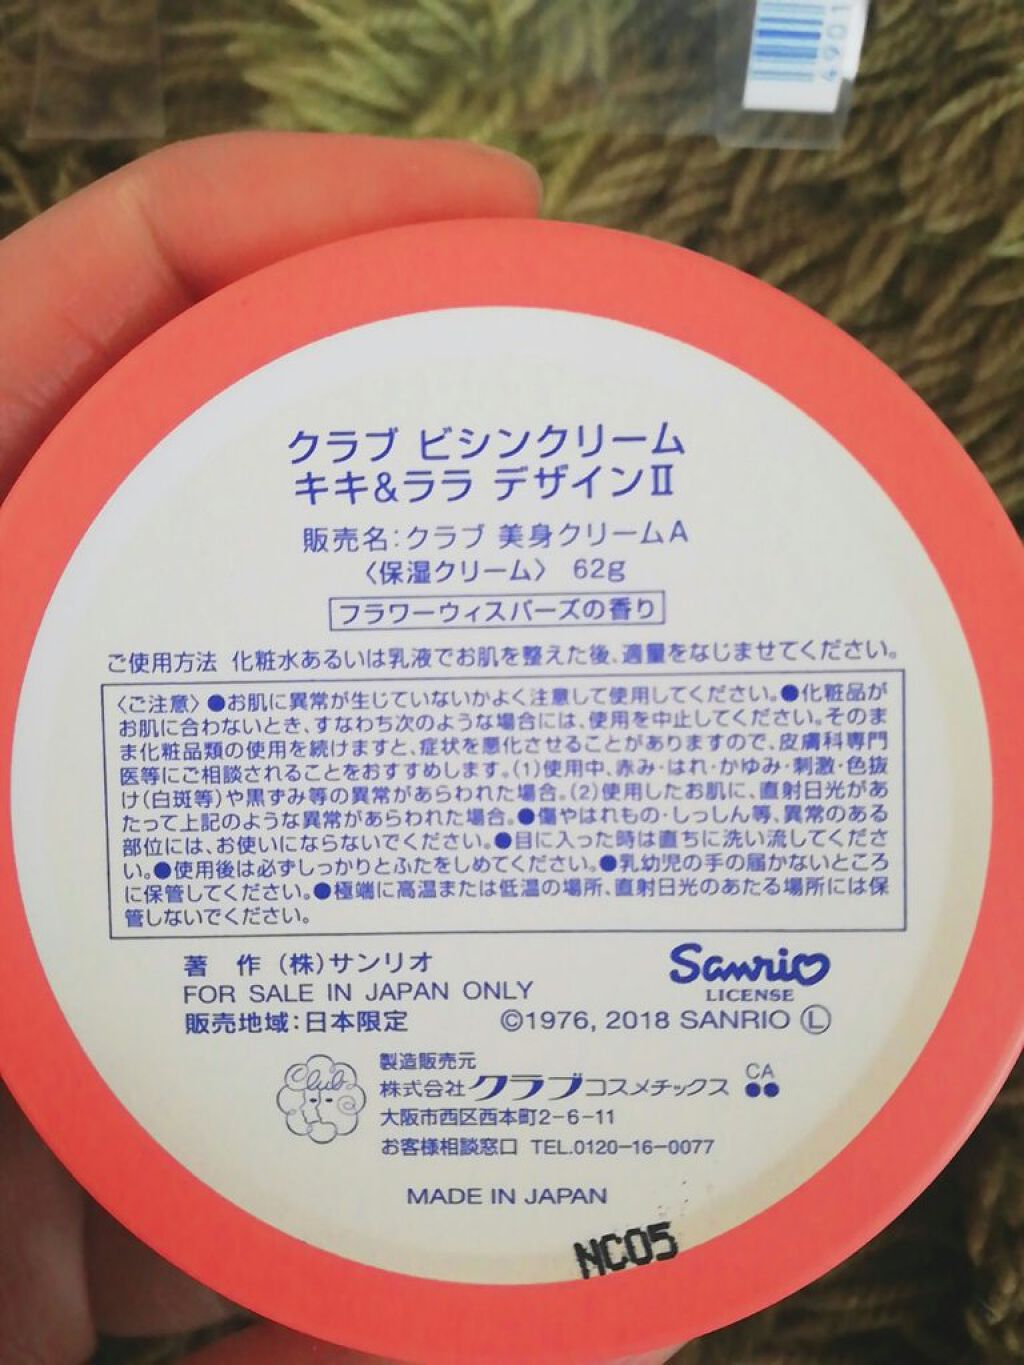 4901
クラブ ビシンクリーム
キキ&ララ デザインⅡ
販売名:クラブ 美身クリームA
〈保湿クリーム〉 62g
フラワーウィスパーズの香り
ご使用方法 化粧水あるいは乳液でお肌を整えた後、適量をなじませてください。
〈ご注意〉●お肌に異常が生じていないかよく注意して使用してください。●化粧品が
お肌に合わないとき、すなわち次のような場合には、使用を中止してください。そのま
ま化粧品類の使用を続けますと、症状を悪化させることがありますので、皮膚科専門
医等にご相談されることをおすすめします。(1)使用中、赤み・はれ・かゆみ・刺激・色抜
け(白斑等)や黒ずみ等の異常があらわれた場合。(2)使用したお肌に、直射日光があ
たって上記のような異常があらわれた場合。●傷やはれもの・しっしん等、異常のある
部位には、お使いにならないでください。●目に入った時は直ちに洗い流してくださ
い。●使用後は必ずしっかりとふたをしめてください。●乳幼児の手の届かないところ
に保管してください。●極端に高温または低温の場所、直射日光のあたる場所には保
管しないでください。
著 作 (株)サンリオ
FOR SALE IN JAPAN ONLY
販売地域:日本限定
Sanrio
LICENSE
©1976, 2018 SANRIO Ⓛ
Club
製造販売元
株式会社クラブコスメチックス
CA
大阪市西区西本町2-6-11
お客様相談窓口 TEL.0120-16-0077
MADE IN JAPAN
NC05